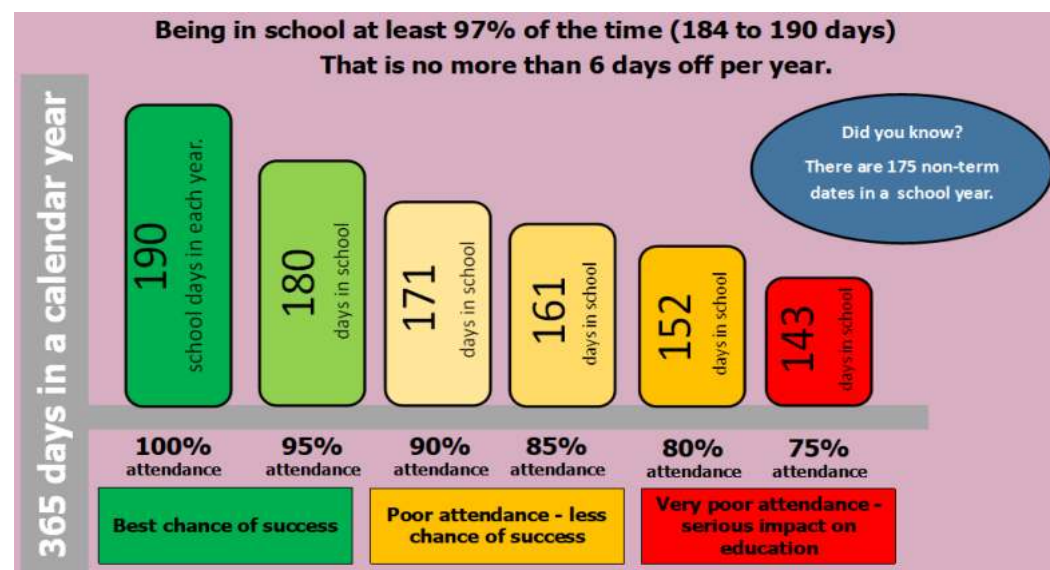 Being in school at least 97% of the time (184 to 190 days)
That is no more than 6 days off per year.
365 days in a calendar year
190
school days in each year.
180
days in school
171
days in school
161
days in school
152
days in school
143
days in school
Did you know?
There are 175 non-term
dates in a school year.
100%
attendance
95%
attendance
90%
attendance
85%
attendance
80%
attendance
75%
attendance
Best chance of success
Poor attendance - less
chance of success
Very poor attendance -
serious impact on
education